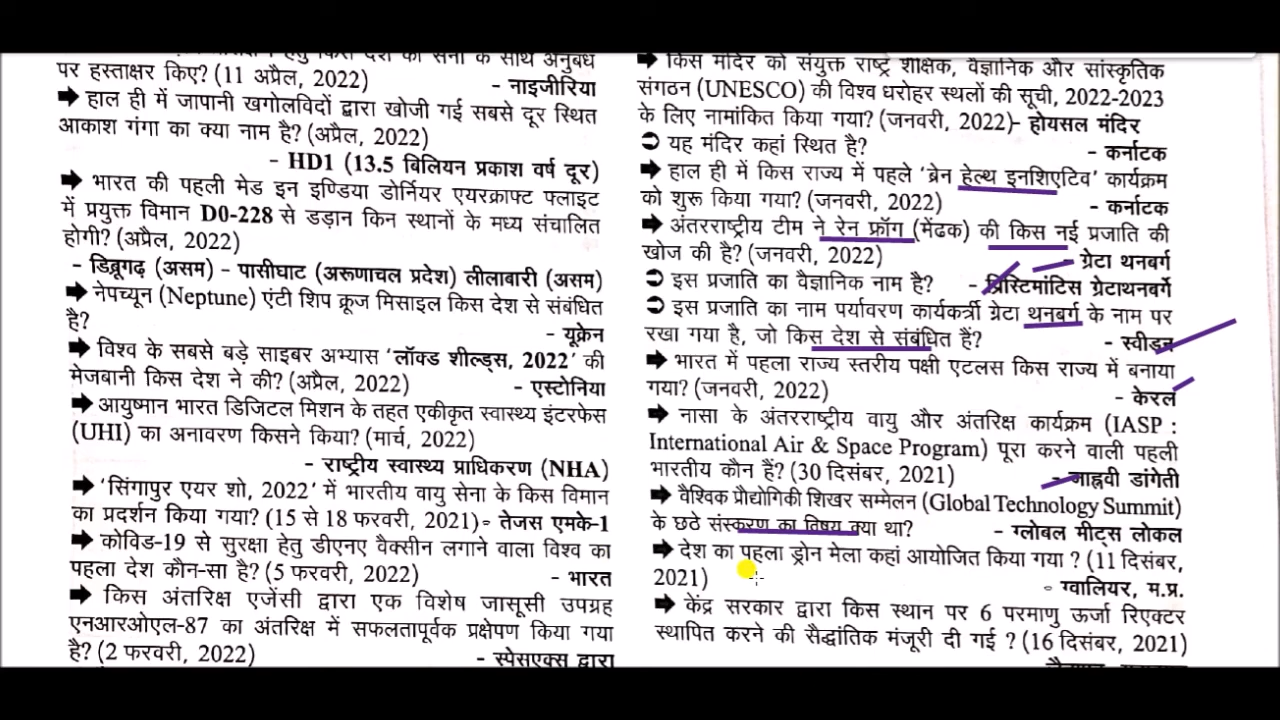 पर हस्ताक्षर किए? (11 अप्रैल, 2022) - नाइजीरिया
➡ हाल ही में जापानी खगोलविदों द्वारा खोजी गई सबसे दूर स्थित
आकाश गंगा का क्या नाम है? (अप्रैल, 2022)
- HD1 (13.5 बिलियन प्रकाश वर्ष दूर)
➡ भारत की पहली मेड इन इण्डिया डोर्नियर एयरक्राफ्ट फ्लाइट
में प्रयुक्त विमान D0-228 से डड़ान किन स्थानों के मध्य संचालित
होगी? (अप्रैल, 2022)
- डिब्रूगढ़ (असम) - पासीघाट (अरूणाचल प्रदेश) लीलाबारी (असम)
➡ नेपच्यून (Neptune) एंटी शिप क्रूज मिसाइल किस देश से संबंधित
है? - यूक्रेन
➡ विश्व के सबसे बड़े साइबर अभ्यास 'लॉक्ड शील्ड्स, 2022' की
मेजबानी किस देश ने की? (अप्रैल, 2022) - एस्टोनिया
➡ आयुष्मान भारत डिजिटल मिशन के तहत एकीकृत स्वास्थ्य इंटरफेस
(UHI) का अनावरण किसने किया? (मार्च, 2022)
- राष्ट्रीय स्वास्थ्य प्राधिकरण (NHA)
➡ 'सिंगापुर एयर शो, 2022' में भारतीय वायु सेना के किस विमान
का प्रदर्शन किया गया? (15 से 18 फरवरी, 2021)- तेजस एमके-1
➡ कोविड-19 से सुरक्षा हेतु डीएनए वैक्सीन लगाने वाला विश्व का
पहला देश कौन-सा है? (5 फरवरी, 2022) - भारत
➡ किस अंतरिक्ष एजेंसी द्वारा एक विशेष जासूसी उपग्रह
एनआरओएल-87 का अंतरिक्ष में सफलतापूर्वक प्रक्षेपण किया गया
है? (2 फरवरी, 2022) - स्पेसएक्स द्वारा
➡ किस मंदिर को संयुक्त राष्ट्र शैक्षिक, वैज्ञानिक और सांस्कृतिक
संगठन (UNESCO) की विश्व धरोहर स्थलों की सूची, 2022-2023
के लिए नामांकित किया गया? (जनवरी, 2022)- होयसल मंदिर
➲ यह मंदिर कहां स्थित है? - कर्नाटक
➡ हाल ही में किस राज्य में पहले 'ब्रेन हेल्थ इनशिएटिव' कार्यक्रम
को शुरू किया गया? (जनवरी, 2022) - कर्नाटक
➡ अंतरराष्ट्रीय टीम ने रेन फ्रॉग (मेंढक) की किस नई प्रजाति की
खोज की है? (जनवरी, 2022) - ग्रेटा थनबर्ग
➲ इस प्रजाति का वैज्ञानिक नाम है? - प्रिस्टिमांटिस ग्रेटाथनबर्गे
➲ इस प्रजाति का नाम पर्यावरण कार्यकर्त्री ग्रेटा थनबर्ग के नाम पर
रखा गया है, जो किस देश से संबंधित हैं? - स्वीडन
➡ भारत में पहला राज्य स्तरीय पक्षी एटलस किस राज्य में बनाया
गया? (जनवरी, 2022) - केरल
➡ नासा के अंतरराष्ट्रीय वायु और अंतरिक्ष कार्यक्रम (IASP :
International Air & Space Program) पूरा करने वाली पहली
भारतीय कौन हैं? (30 दिसंबर, 2021) - जाह्नवी डांगेती
➡ वैश्विक प्रौद्योगिकी शिखर सम्मेलन (Global Technology Summit)
के छठे संस्करण का विषय क्या था? - ग्लोबल मीट्स लोकल
➡ देश का पहला ड्रोन मेला कहां आयोजित किया गया ? (11 दिसंबर,
2021) - ग्वालियर, म.प्र.
➡ केंद्र सरकार द्वारा किस स्थान पर 6 परमाणु ऊर्जा रिएक्टर
स्थापित करने की सैद्धांतिक मंजूरी दी गई ? (16 दिसंबर, 2021)